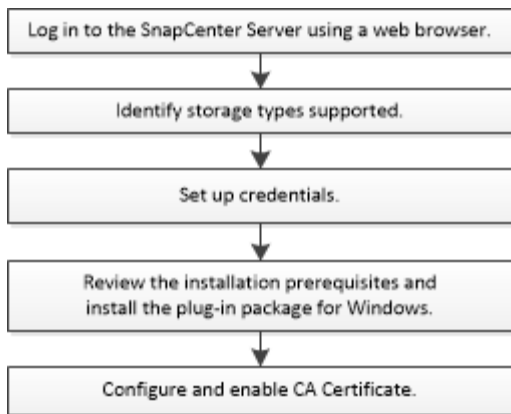 Log in to the SnapCenter Server using a web browser.
Identify storage types supported.
Set up credentials.
Review the installation prerequisites and
install the plug-in package for Windows.
Configure and enable CA Certificate.